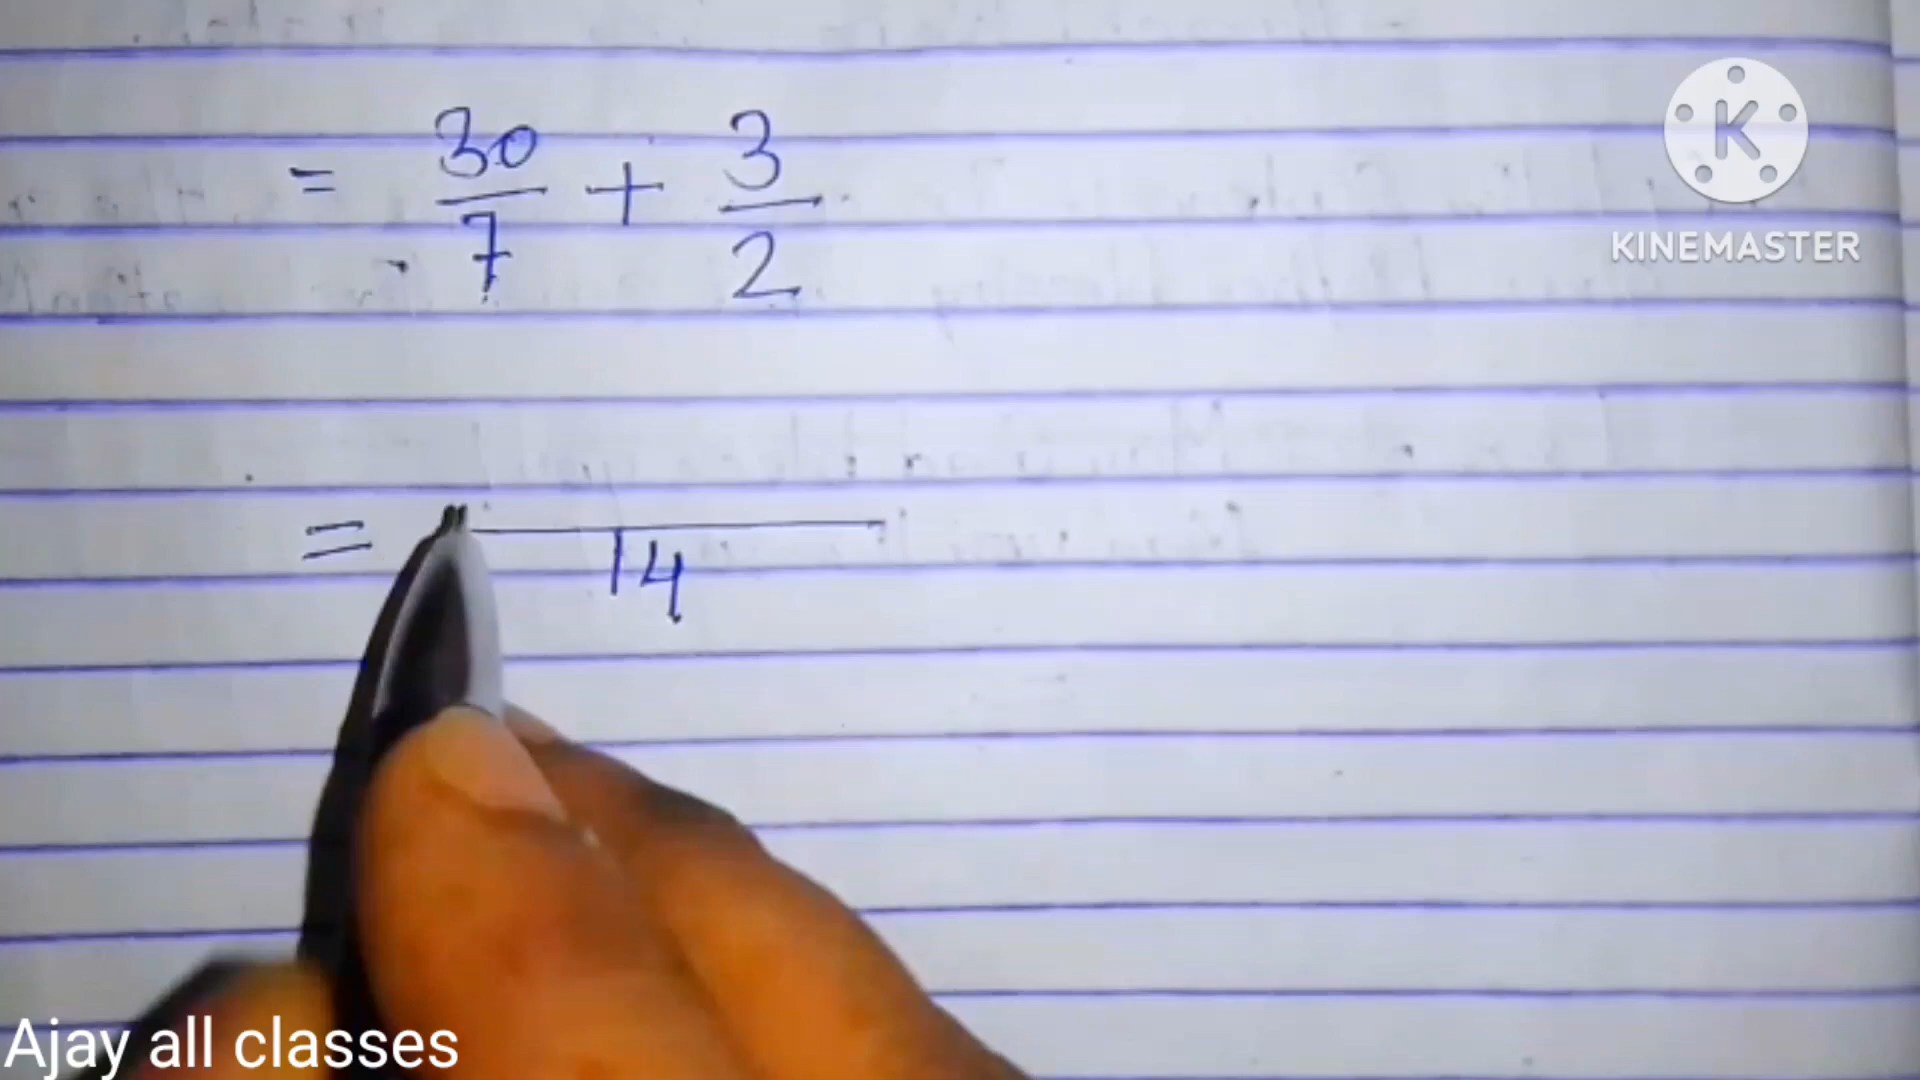 = 30/7 + 3/2
K
KINEMASTER
= /14
Ajay all classes